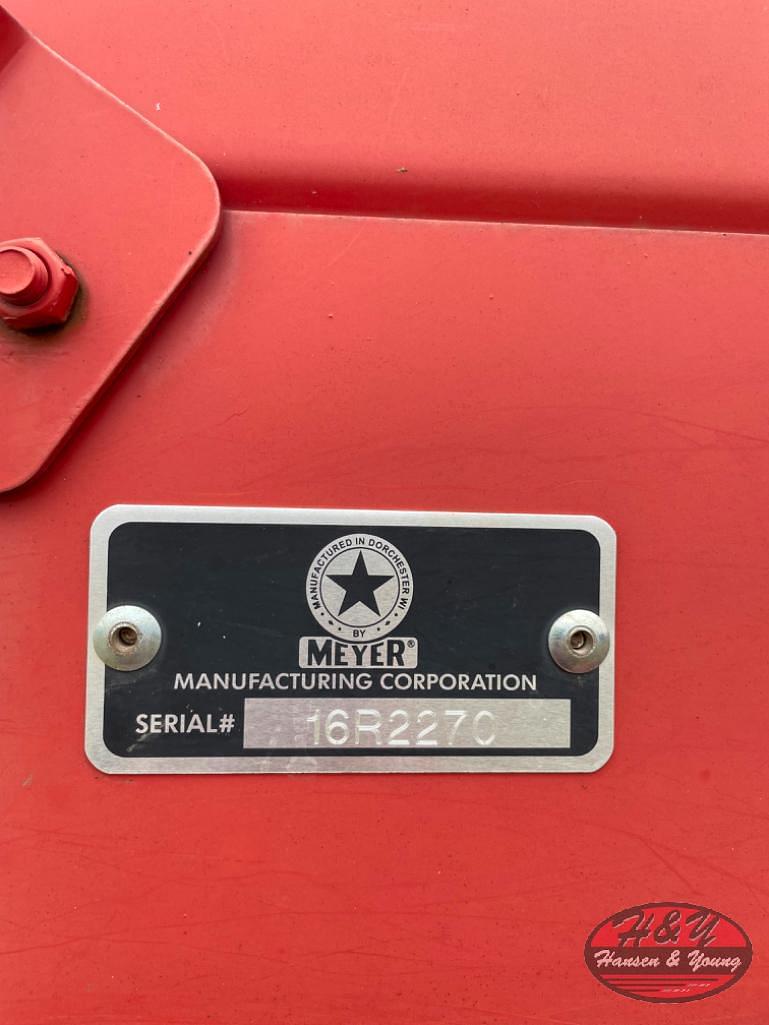 MANUFACTURED IN DORCHESTER WI
BY
MEYER®
MANUFACTURING CORPORATION
SERIAL# 16R2270
H&Y
Hansen & Young